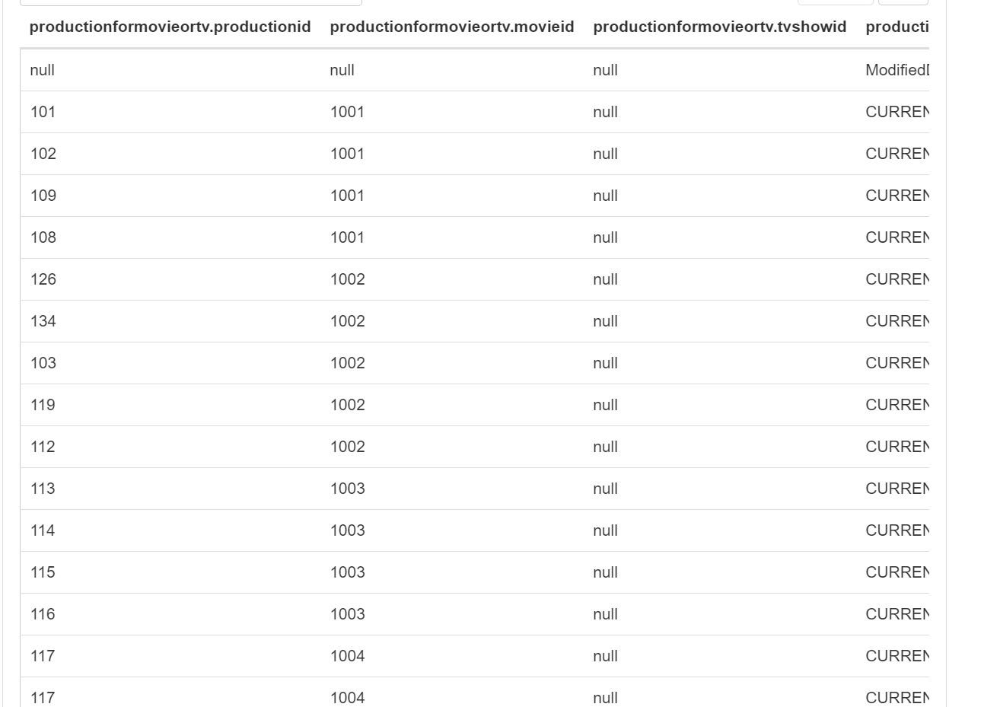 productionformovieortv.productionid productionformovieortv.movieid productionformovieortv.tvshowid producti
null null null Modified
101 1001 null CURREN
102 1001 null CURREN
109 1001 null CURREN
108 1001 null CURREN
126 1002 null CURREN
134 1002 null CURREN
103 1002 null CURREN
119 1002 null CURREN
112 1002 null CURREN
113 1003 null CURREN
114 1003 null CURREN
115 1003 null CURREN
116 1003 null CURREN
117 1004 null CURREN
117 1004 null CURREN